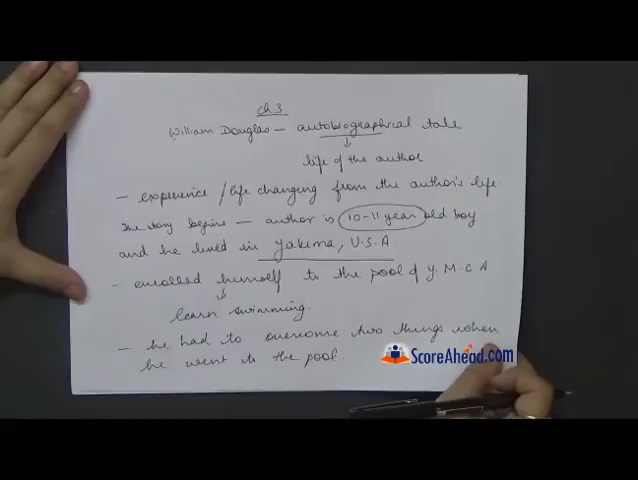 ch 3
William Douglas - autobiographical tale
life of the author
- experience / life changing from the author's life.
The story begins - author is 10-11 year old boy
and he lived in yakima, U.S.A
- enrolled himself to the pool of Y.M.C.A
learn swimming.
- he had to overcome two things when
he went to the pool.
ScoreAhead.com